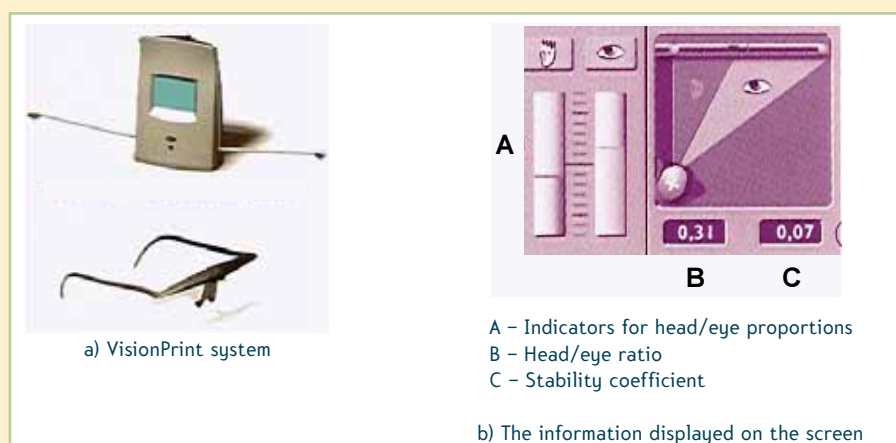 A
0,31
0,07
B
C
a) VisionPrint system
A – Indicators for head/eye proportions
B – Head/eye ratio
C – Stability coefficient
b) The information displayed on the screen